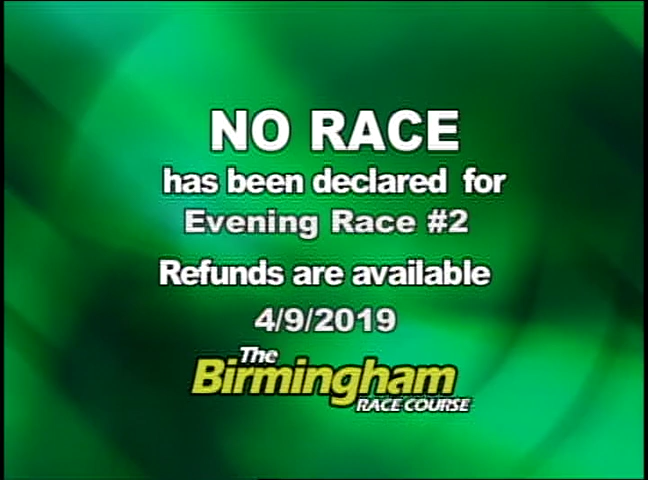 NO RACE
has been declared for
Evening Race #2
Refunds are available
4/9/2019
The
Birmingham
RACE COURSE